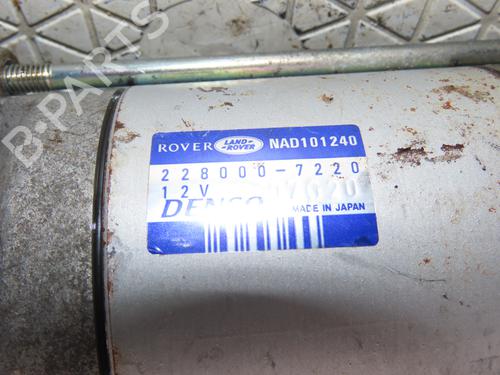 ROVER LAND-ROVER NAD101240
228000-7220
12V
DENSO MADE IN JAPAN
B-PARTS